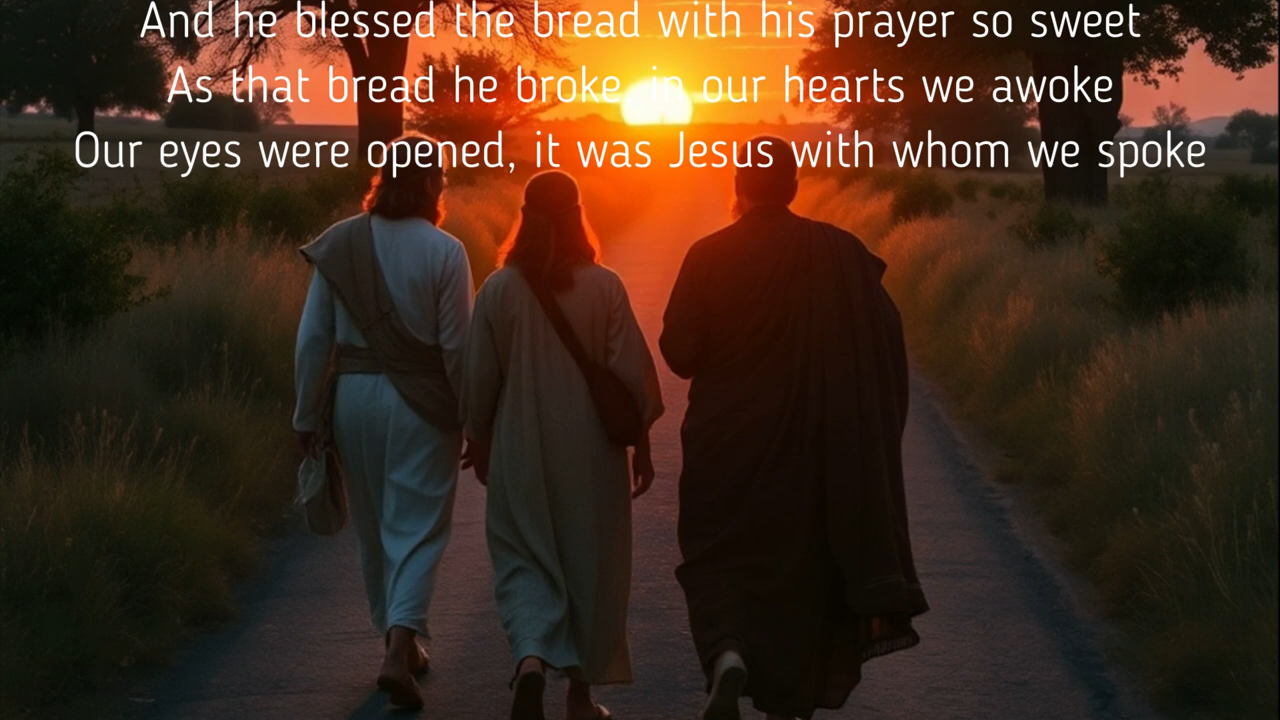 And he blessed the bread with his prayer so sweet
As that bread he broke, in our hearts we awoke
Our eyes were opened, it was Jesus with whom we spoke